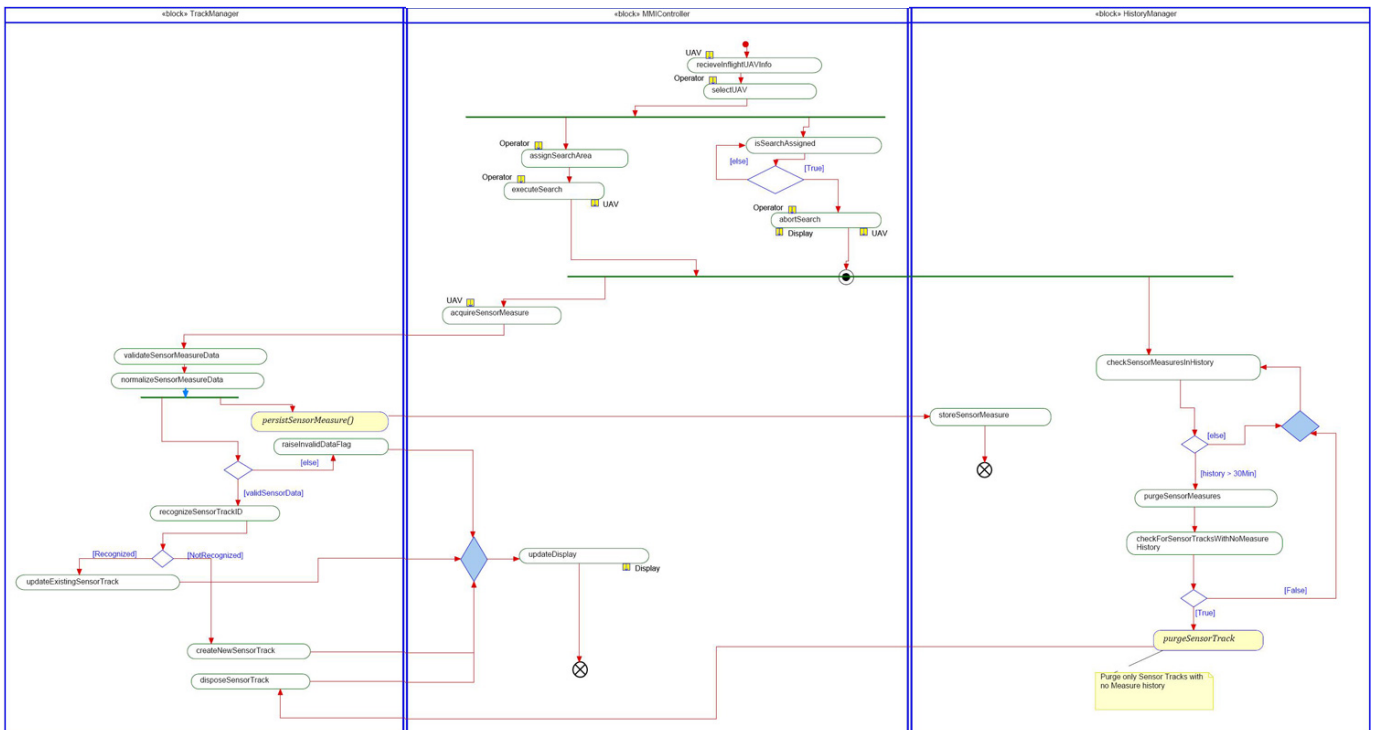 «block» TrackManager
«block» MMIController
«block» HistoryManager
UAV
recieveInflightUAVInfo
Operator
selectUAV
Operator
assignSearchArea
isSearchAssigned
[else]
[True]
Operator
executeSearch
UAV
Operator
abortSearch
Display
UAV
UAV
acquireSensorMeasure
validateSensorMeasureData
normalizeSensorMeasureData
checkSensorMeasuresInHistory
persistSensorMeasure()
storeSensorMeasure
raiseInvalidDataFlag
[else]
[else]
[validSensorData]
[history > 30Min]
recognizeSensorTrackID
purgeSensorMeasures
[Recognized]
[NotRecognized]
updateDisplay
Display
checkForSensorTracksWithNoMeasure
History
updateExistingSensorTrack
[False]
[True]
createNewSensorTrack
purgeSensorTrack
disposeSensorTrack
Purge only Sensor Tracks with
no Measure history